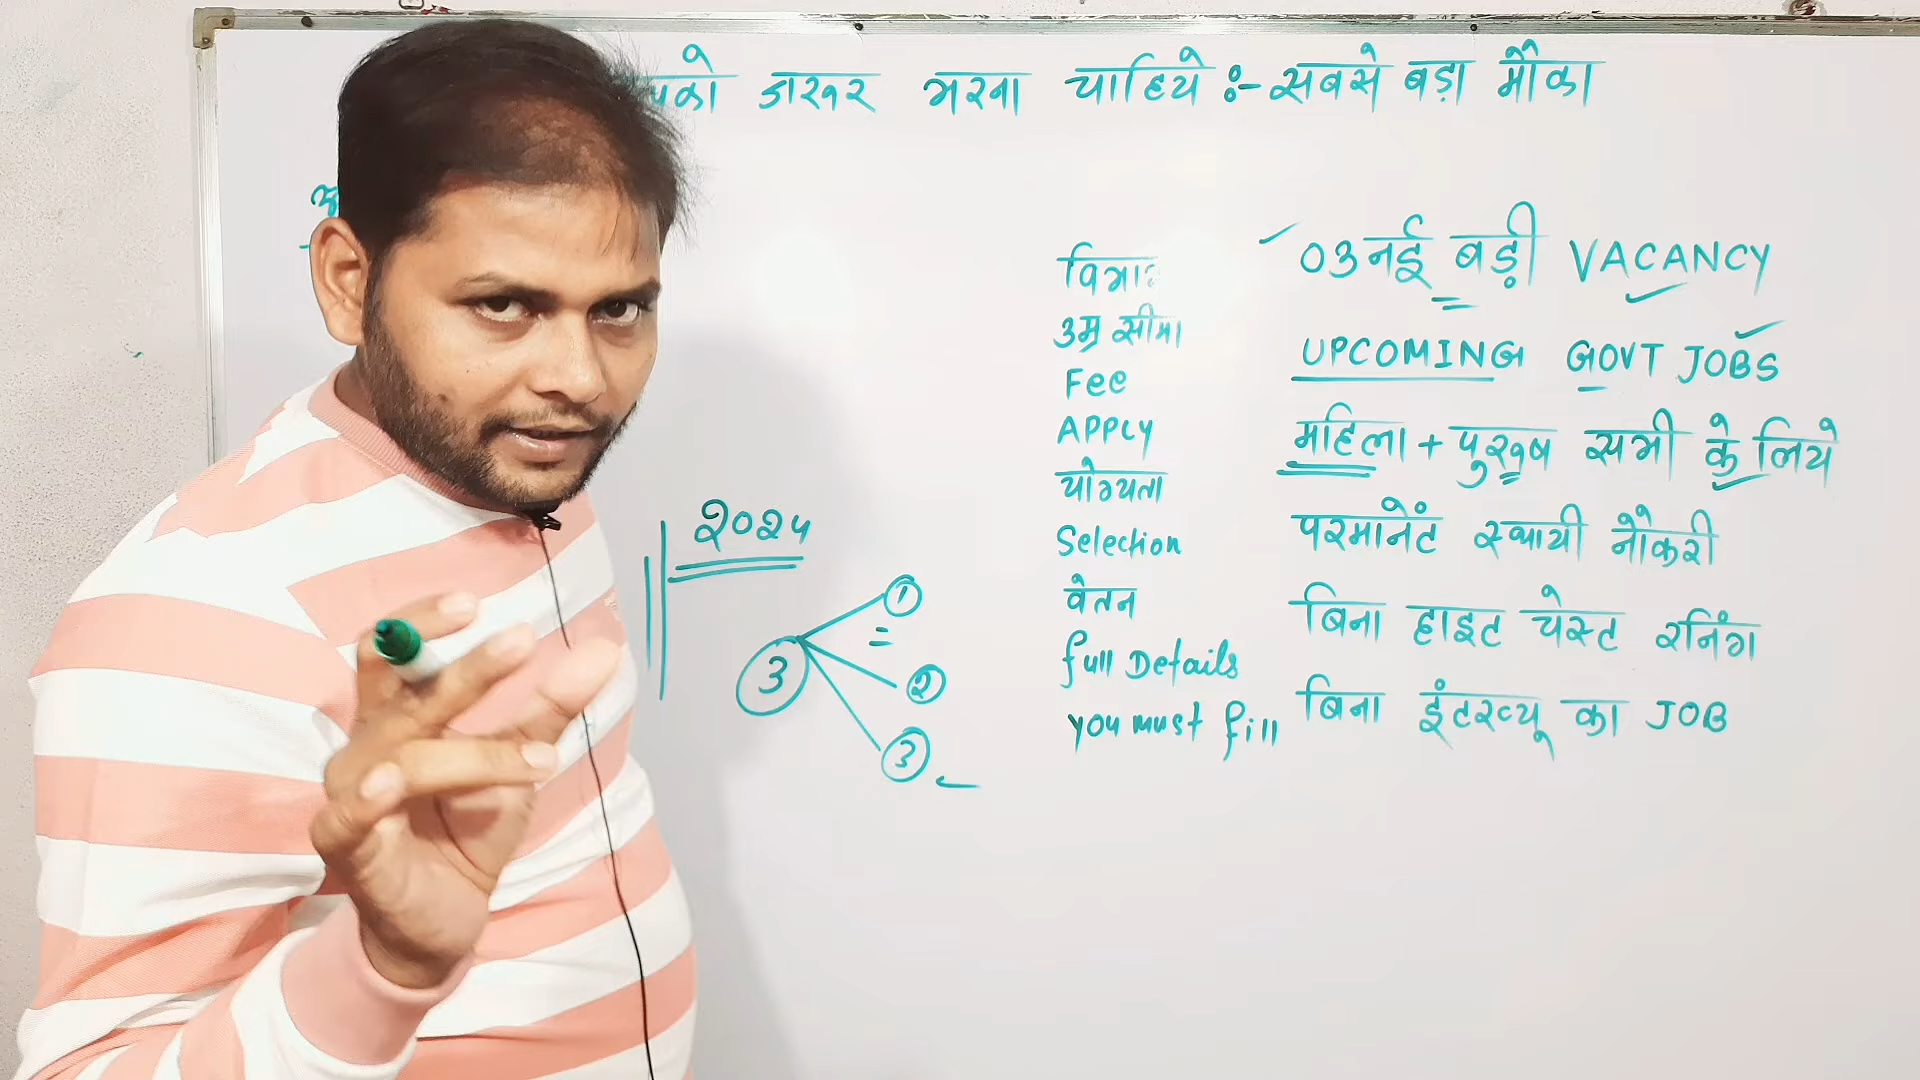 को जरूर भरना चाहिये :- सबसे बड़ा मौका
2024
3
1
2
3
उम्र सीमा
Fee
APPLY
योग्यता
Selection
वेतन
full Details
you must fill
03 नई बड़ी VACANCY
UPCOMING GOVT JOBS
महिला + पुरुष सभी के लिये
परमानेंट स्थायी नौकरी
बिना हाइट चेस्ट रनिंग
बिना इंटरव्यू का JOB